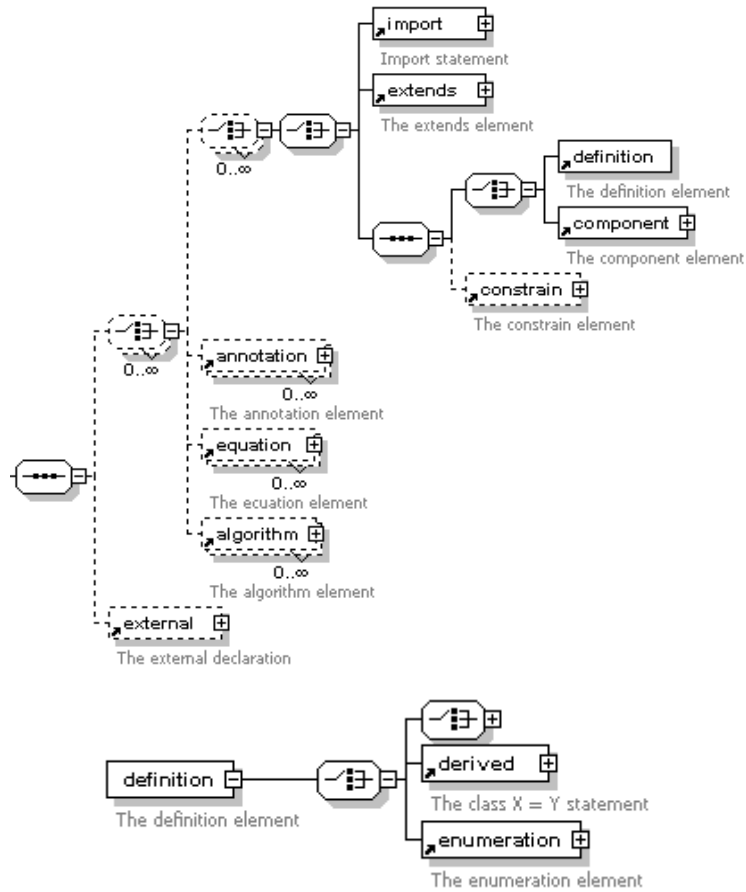 import
Import statement
extends
The extends element
0..∞
definition
The definition element
component
The component element
constrain
The constrain element
0..∞
annotation
0..∞
The annotation element
equation
0..∞
The ecuation element
algorithm
0..∞
The algorithm element
external
The external declaration
definition
The definition element
derived
The class X = Y statement
enumeration
The enumeration element